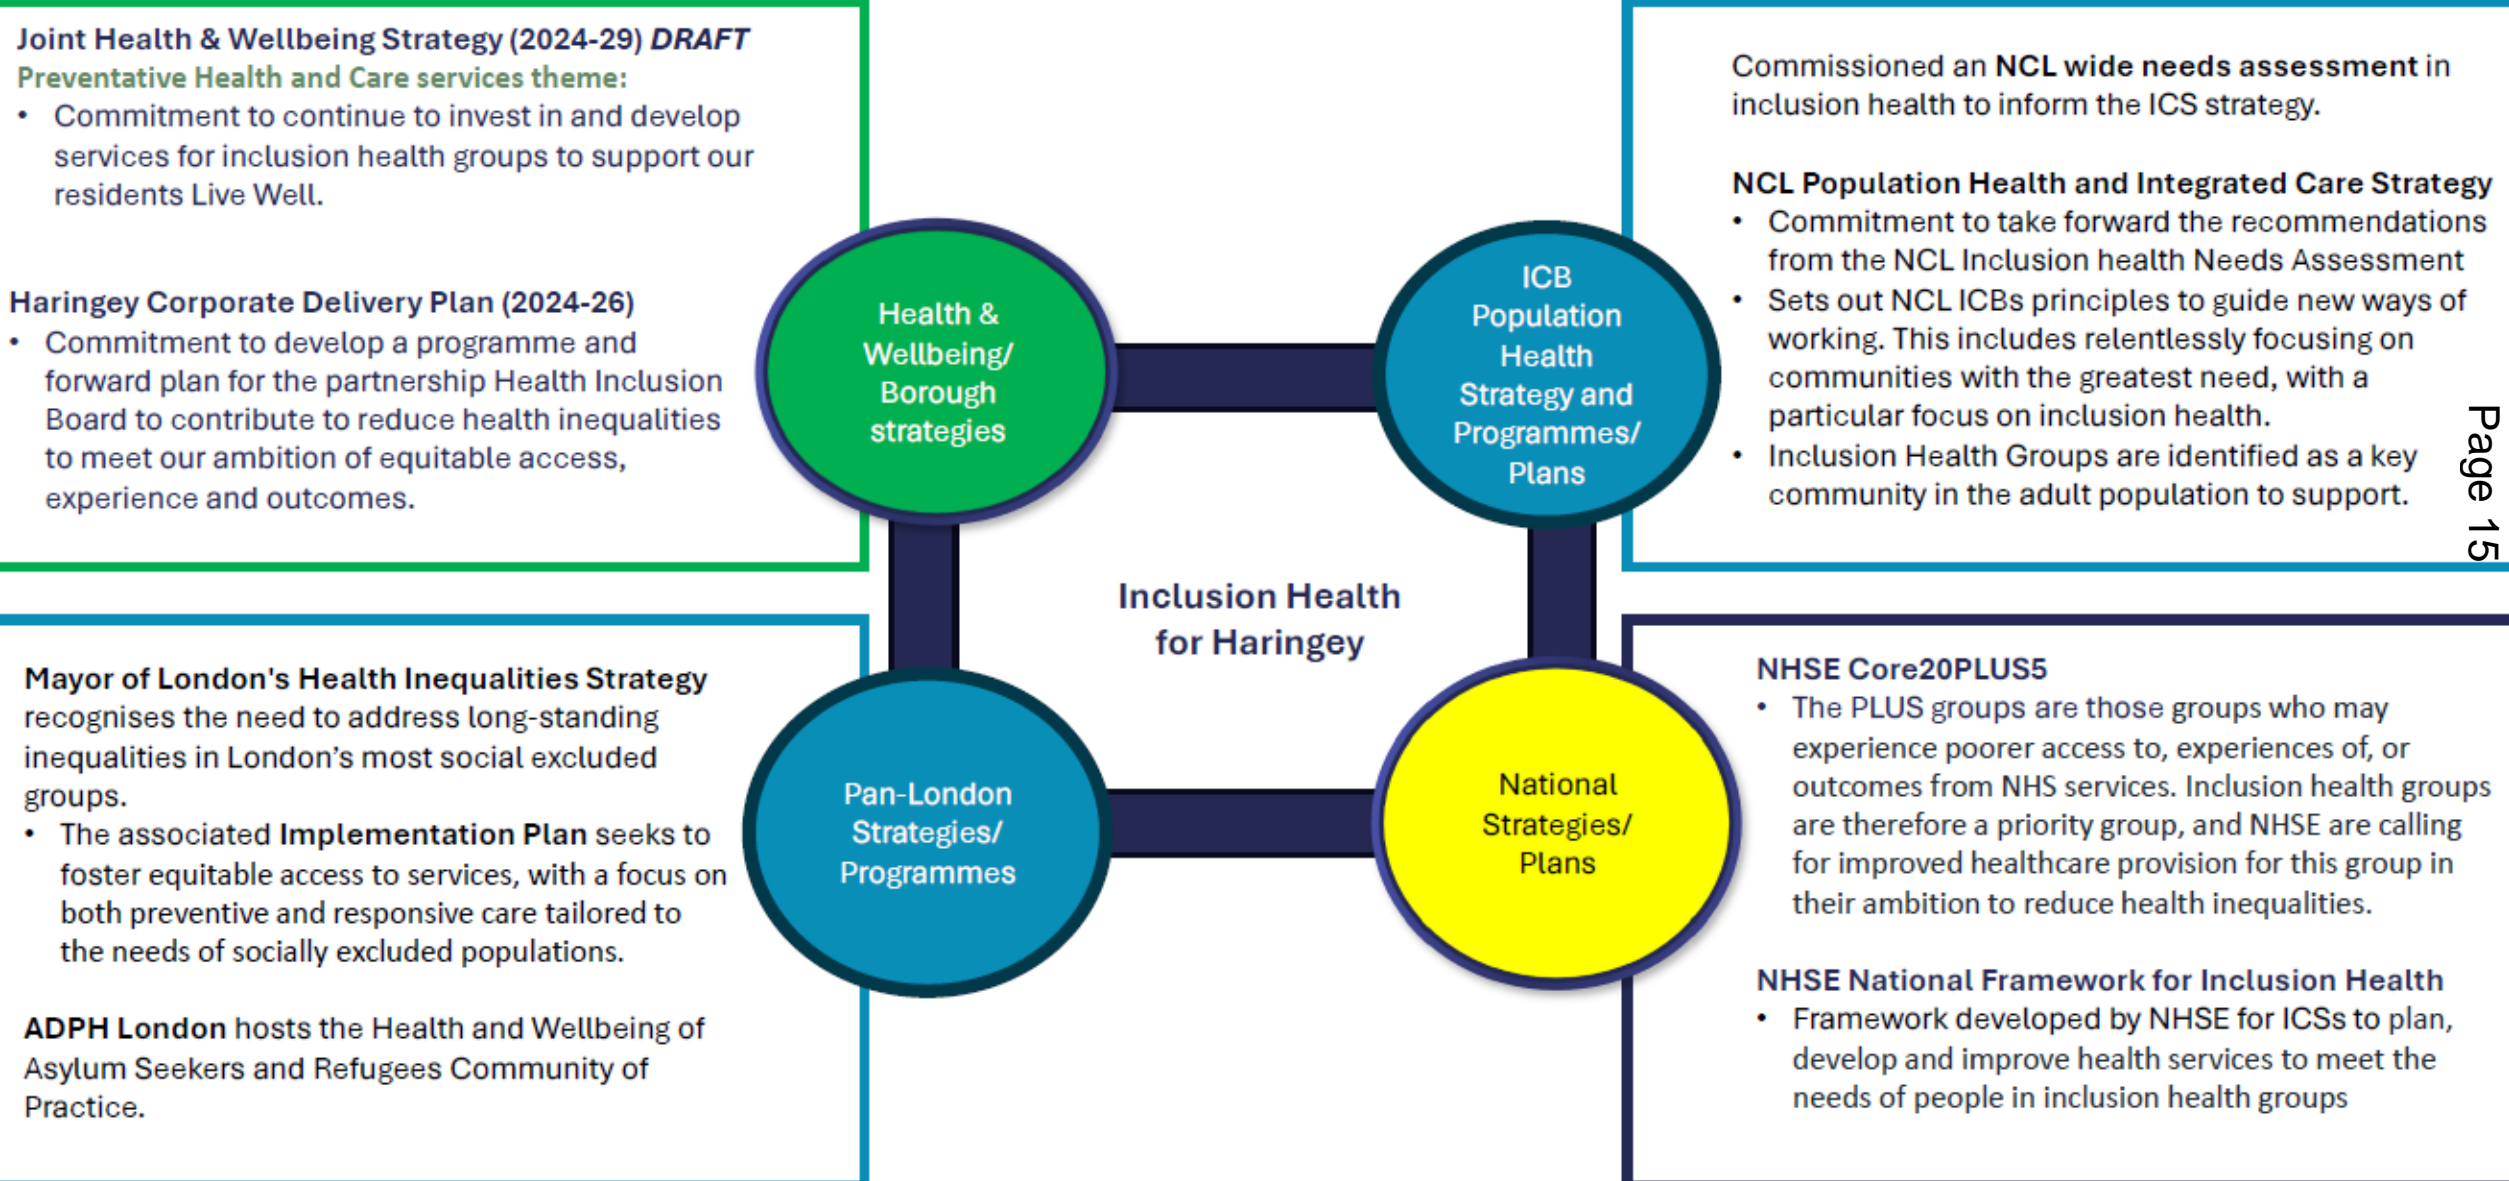 Joint Health & Wellbeing Strategy (2024-29) DRAFT
Preventative Health and Care services theme:
• Commitment to continue to invest in and develop
services for inclusion health groups to support our
residents Live Well.
Haringey Corporate Delivery Plan (2024-26)
• Commitment to develop a programme and
forward plan for the partnership Health Inclusion
Board to contribute to reduce health inequalities
to meet our ambition of equitable access,
experience and outcomes.
Health &
Wellbeing/
Borough
strategies
ICB
Population
Health
Strategy and
Programmes/
Plans
Commissioned an NCL wide needs assessment in
inclusion health to inform the ICS strategy.
NCL Population Health and Integrated Care Strategy
• Commitment to take forward the recommendations
from the NCL Inclusion health Needs Assessment
• Sets out NCL ICBs principles to guide new ways of
working. This includes relentlessly focusing on
communities with the greatest need, with a
particular focus on inclusion health.
• Inclusion Health Groups are identified as a key
community in the adult population to support.
Page 15
Inclusion Health
for Haringey
Mayor of London's Health Inequalities Strategy
recognises the need to address long-standing
inequalities in London’s most social excluded
groups.
• The associated Implementation Plan seeks to
foster equitable access to services, with a focus on
both preventive and responsive care tailored to
the needs of socially excluded populations.
ADPH London hosts the Health and Wellbeing of
Asylum Seekers and Refugees Community of
Practice.
Pan-London
Strategies/
Programmes
National
Strategies/
Plans
NHSE Core20PLUS5
• The PLUS groups are those groups who may
experience poorer access to, experiences of, or
outcomes from NHS services. Inclusion health groups
are therefore a priority group, and NHSE are calling
for improved healthcare provision for this group in
their ambition to reduce health inequalities.
NHSE National Framework for Inclusion Health
• Framework developed by NHSE for ICSs to plan,
develop and improve health services to meet the
needs of people in inclusion health groups